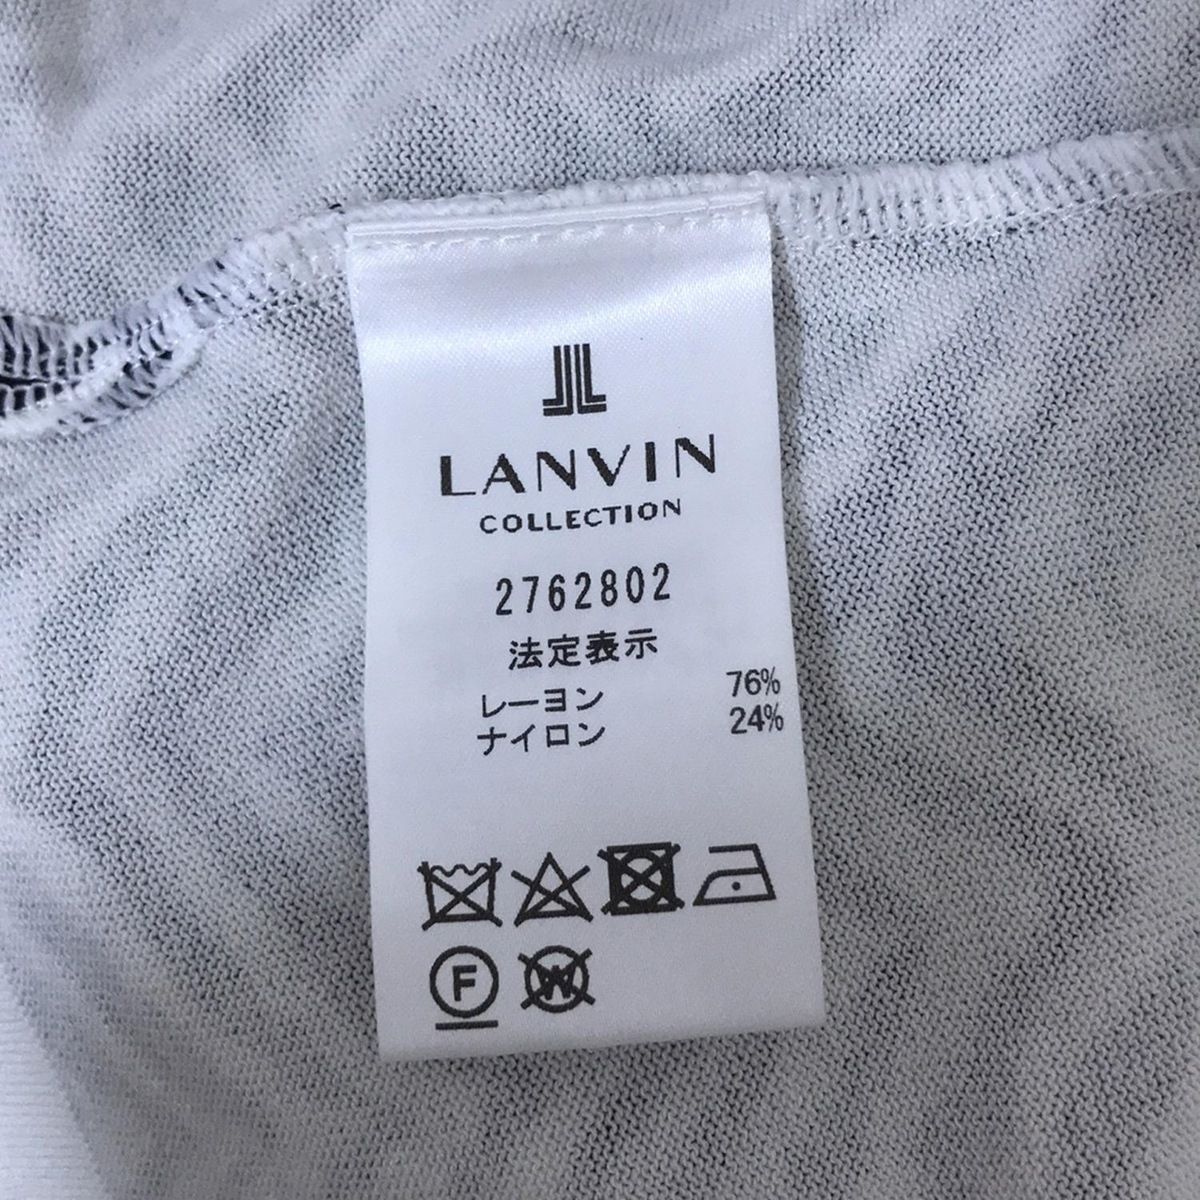 LANVIN
COLLECTION
2762802
法定表示
レーヨン 76%
ナイロン 24%
F
W